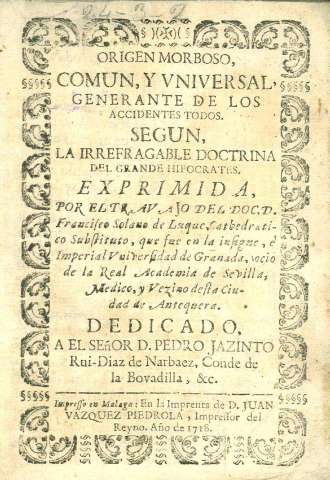 ORIGEN MORBOSO,
COMUN, Y VNIVERSAL,
GENERANTE DE LOS
ACCIDENTES TODOS.
SEGUN,
LA IRREFRAGABLE DOCTRINA
DEL GRANDE HIPOCRATES.
EXPRIMIDA,
POR EL TRAVAJO DEL DOC.D.
Francisco Solano de Luque Cathedrati-
co Substituto, que fue en la insigne, è
Imperial Vniversidad de Granada, socio
de la Real Academia de Sevilla,
Medico, y Vezino desta Ciu-
dad de Antequera.
DEDICADO,
A EL SEñOR D. PEDRO JAZINTO
Rui-Diaz de Narbaez, Conde de
la Bovadilla, &c.
Impresso en Malaga: En la Imprenta de D. JUAN
VAZQUEZ PIEDROLA, Impressor del
Reyno. Año de 1718.